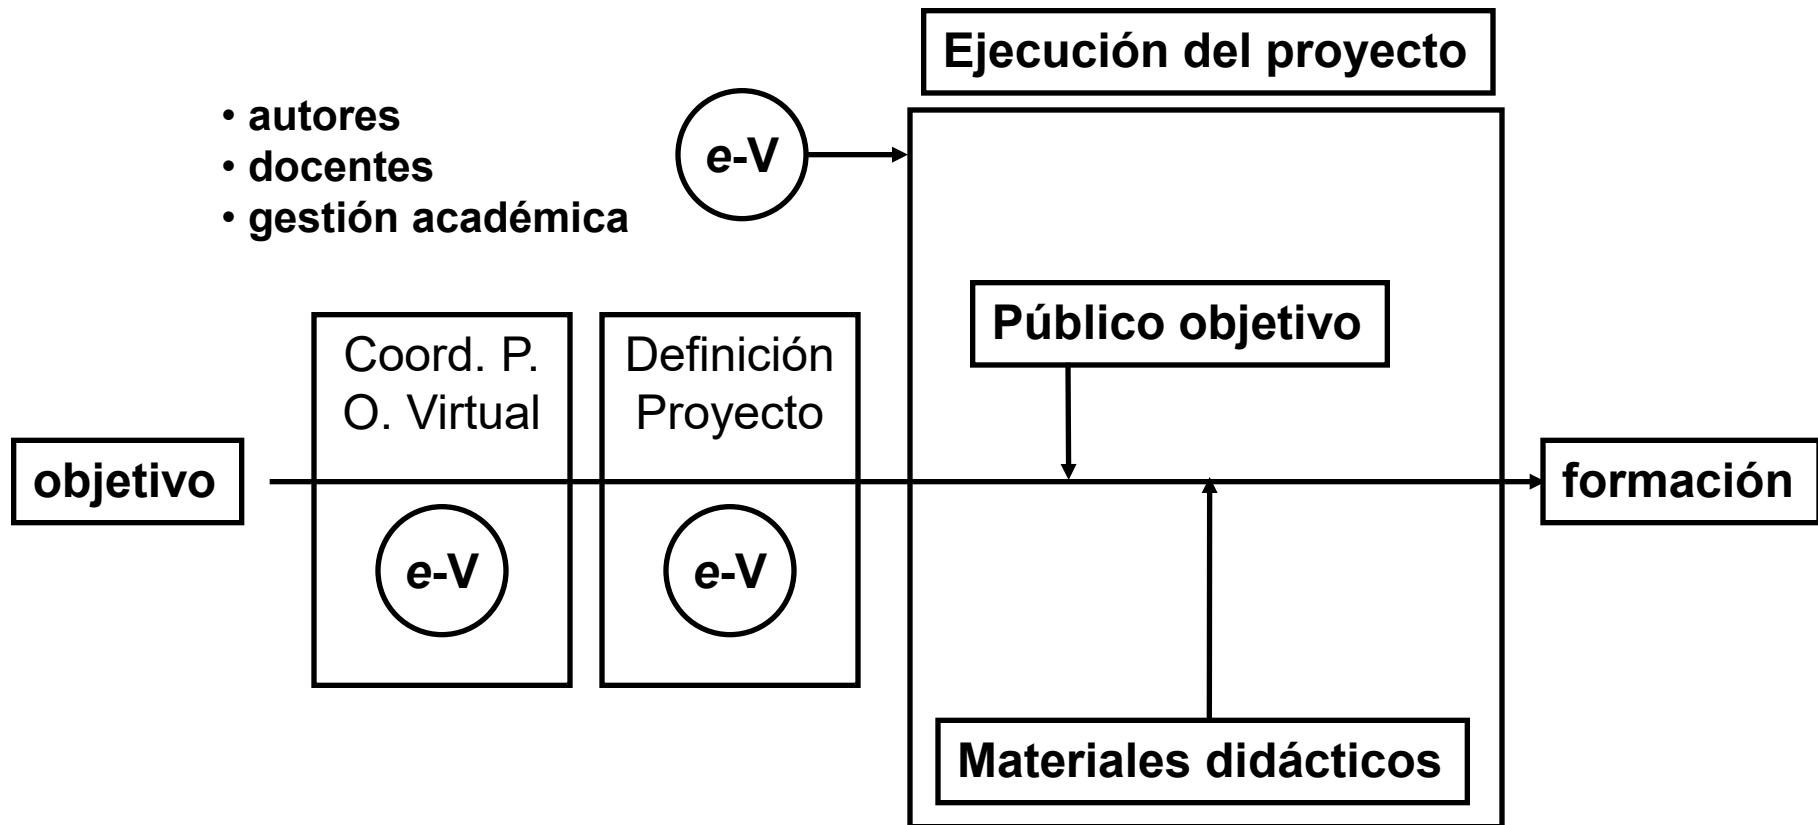 Ejecución del proyecto
• autores
• docentes
• gestión académica
e-V
Público objetivo
Coord. P.
O. Virtual
Definición
Proyecto
objetivo
formación
e-V
e-V
Materiales didácticos